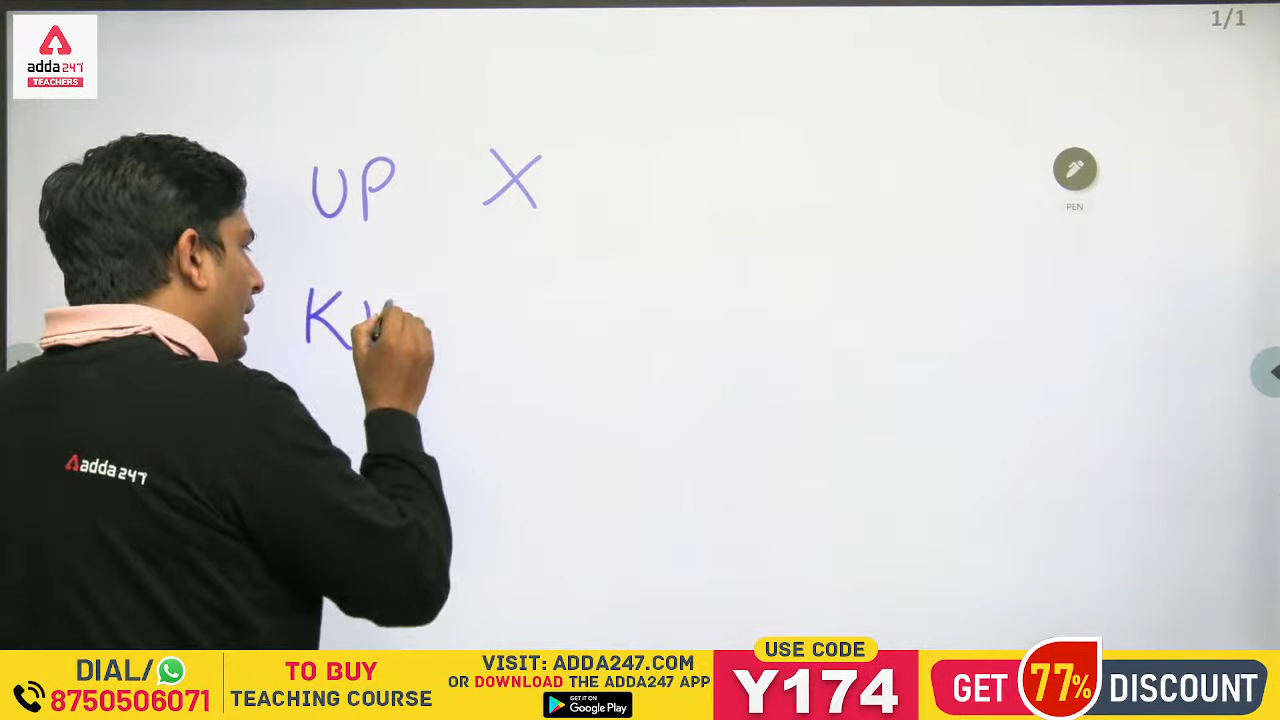 1/1
adda247
TEACHERS
UP X
PEN
K
adda247
DIAL/
8750506071
TO BUY
TEACHING COURSE
VISIT: ADDA247.COM
OR DOWNLOAD THE ADDA247 APP
GET IT ON
Google Play
USE CODE
Y174
GET 77% DISCOUNT